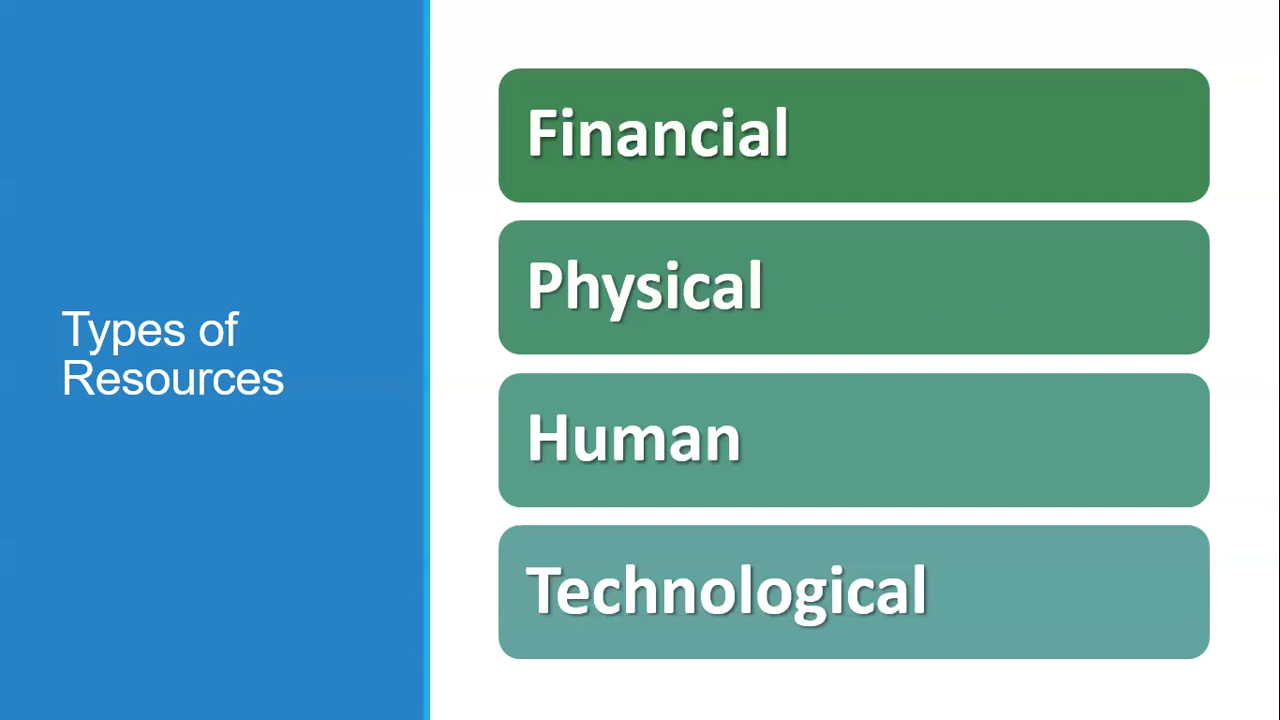 Types of
Resources
Financial
Physical
Human
Technological